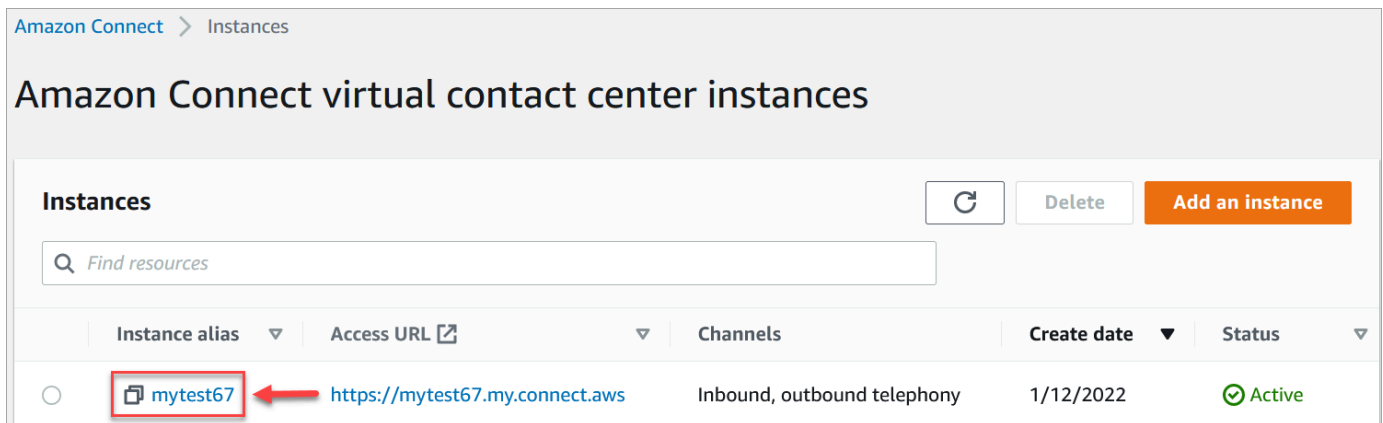 Amazon Connect > Instances
Amazon Connect virtual contact center instances
Instances
Delete
Add an instance
Find resources
Instance alias Access URL Channels Create date Status
mytest67 https://mytest67.my.connect.aws Inbound, outbound telephony 1/12/2022 Active